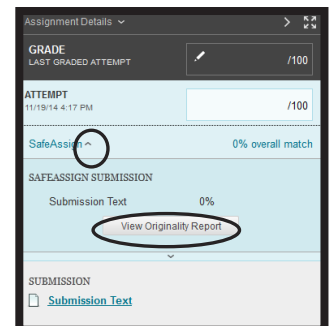 Assignment Details
GRADE
LAST GRADED ATTEMPT
/100
ATTEMPT
11/19/14 4:17 PM
/100
SafeAssign 0% overall match
SAFEASSIGN SUBMISSION
Submission Text 0%
View Originality Report
SUBMISSION
Submission Text